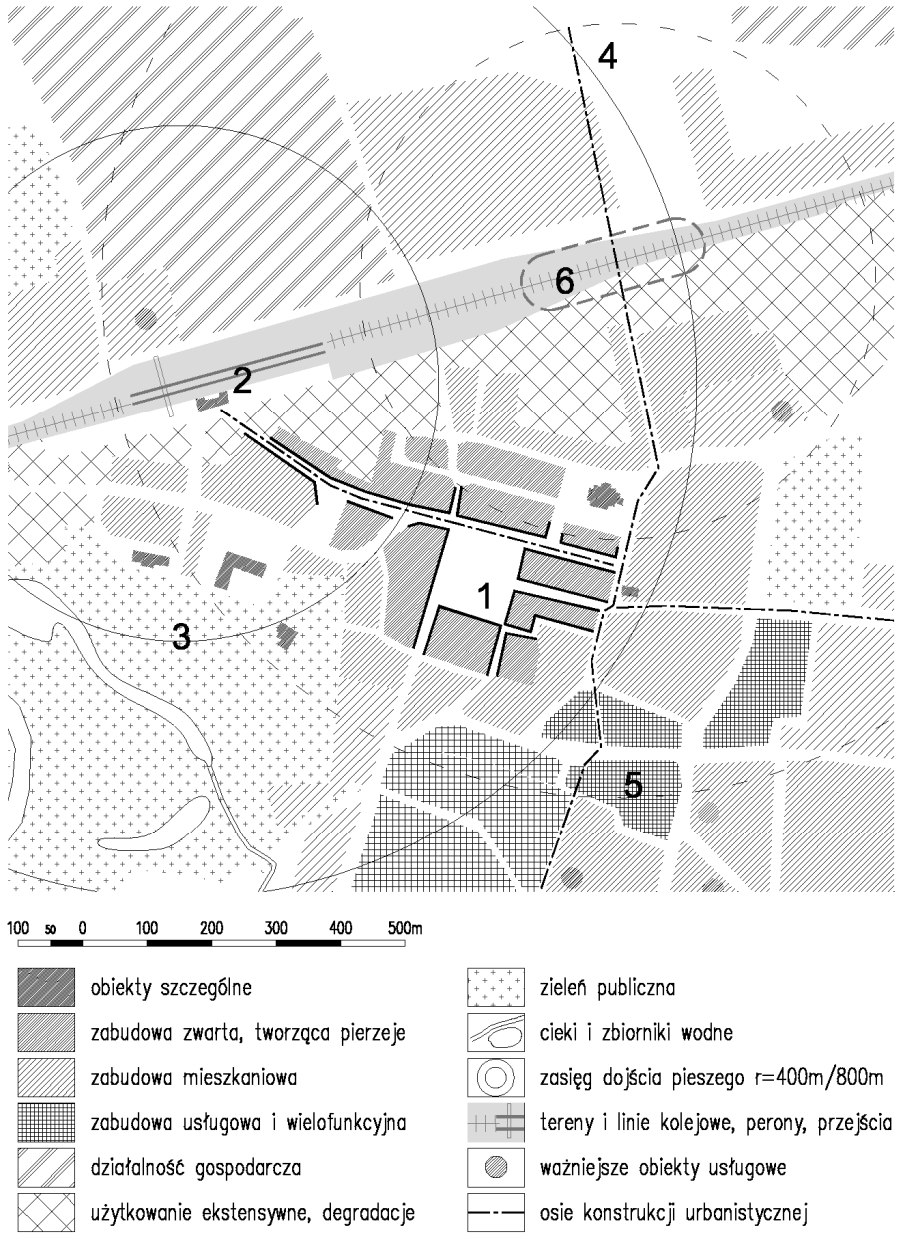 4
6
2
1
3
5
100 50 0 100 200 300 400 500m
obiekty szczególne
zabudowa zwarta, tworząca pierzeje
zabudowa mieszkaniowa
zabudowa usługowa i wielofunkcyjna
działalność gospodarcza
użytkowanie ekstensywne, degradacje
zieleń publiczna
cieki i zbiorniki wodne
zasięg dojścia pieszego r=400m/800m
tereny i linie kolejowe, perony, przejścia
ważniejsze obiekty usługowe
osie konstrukcji urbanistycznej